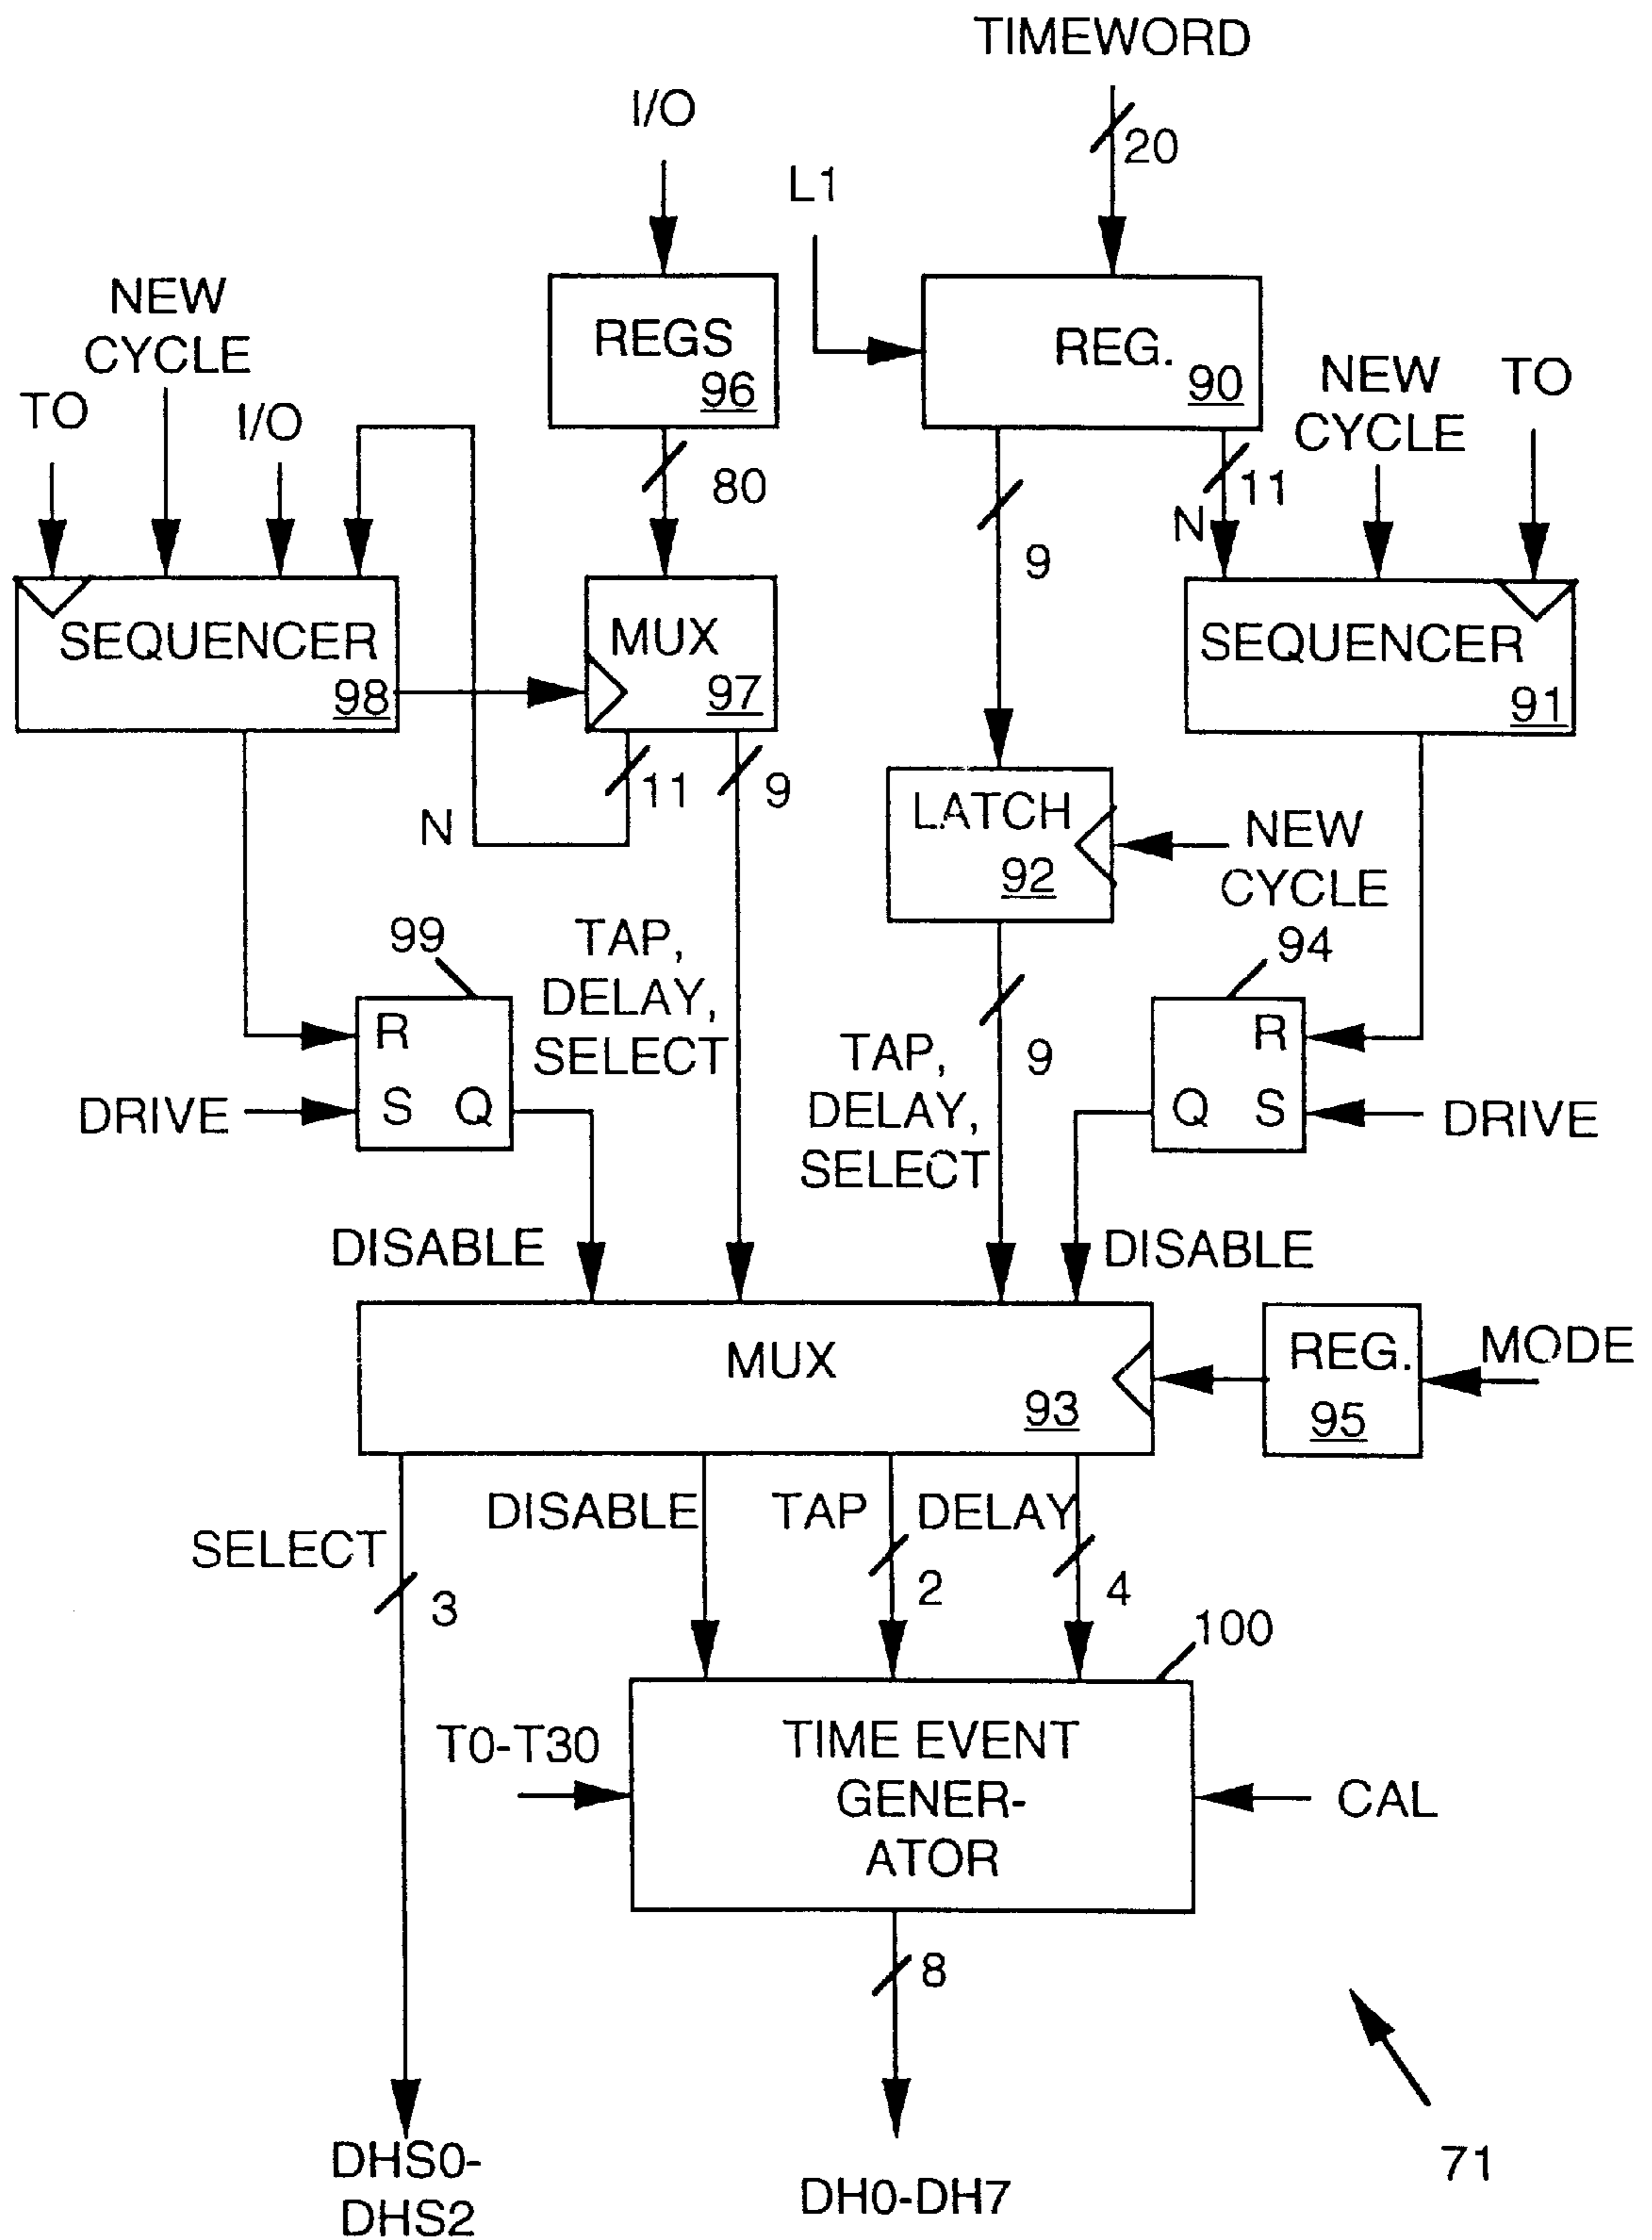 TIMEWORD
I/O
20
L1
NEW
CYCLE
TO
I/O
REGS
96
REG.
90
NEW
CYCLE
TO
80
9
11
N
SEQUENCER
98
MUX
97
SEQUENCER
91
11
9
N
LATCH
92
NEW
CYCLE
99
TAP,
DELAY,
SELECT
94
R
S Q
DRIVE
TAP,
DELAY,
SELECT
9
R
Q S
DRIVE
DISABLE
DISABLE
MUX
93
REG.
95
MODE
SELECT
3
DISABLE
TAP
2
DELAY
4
100
T0-T30
TIME EVENT
GENER-
ATOR
CAL
8
DHS0-
DHS2
DH0-DH7
71